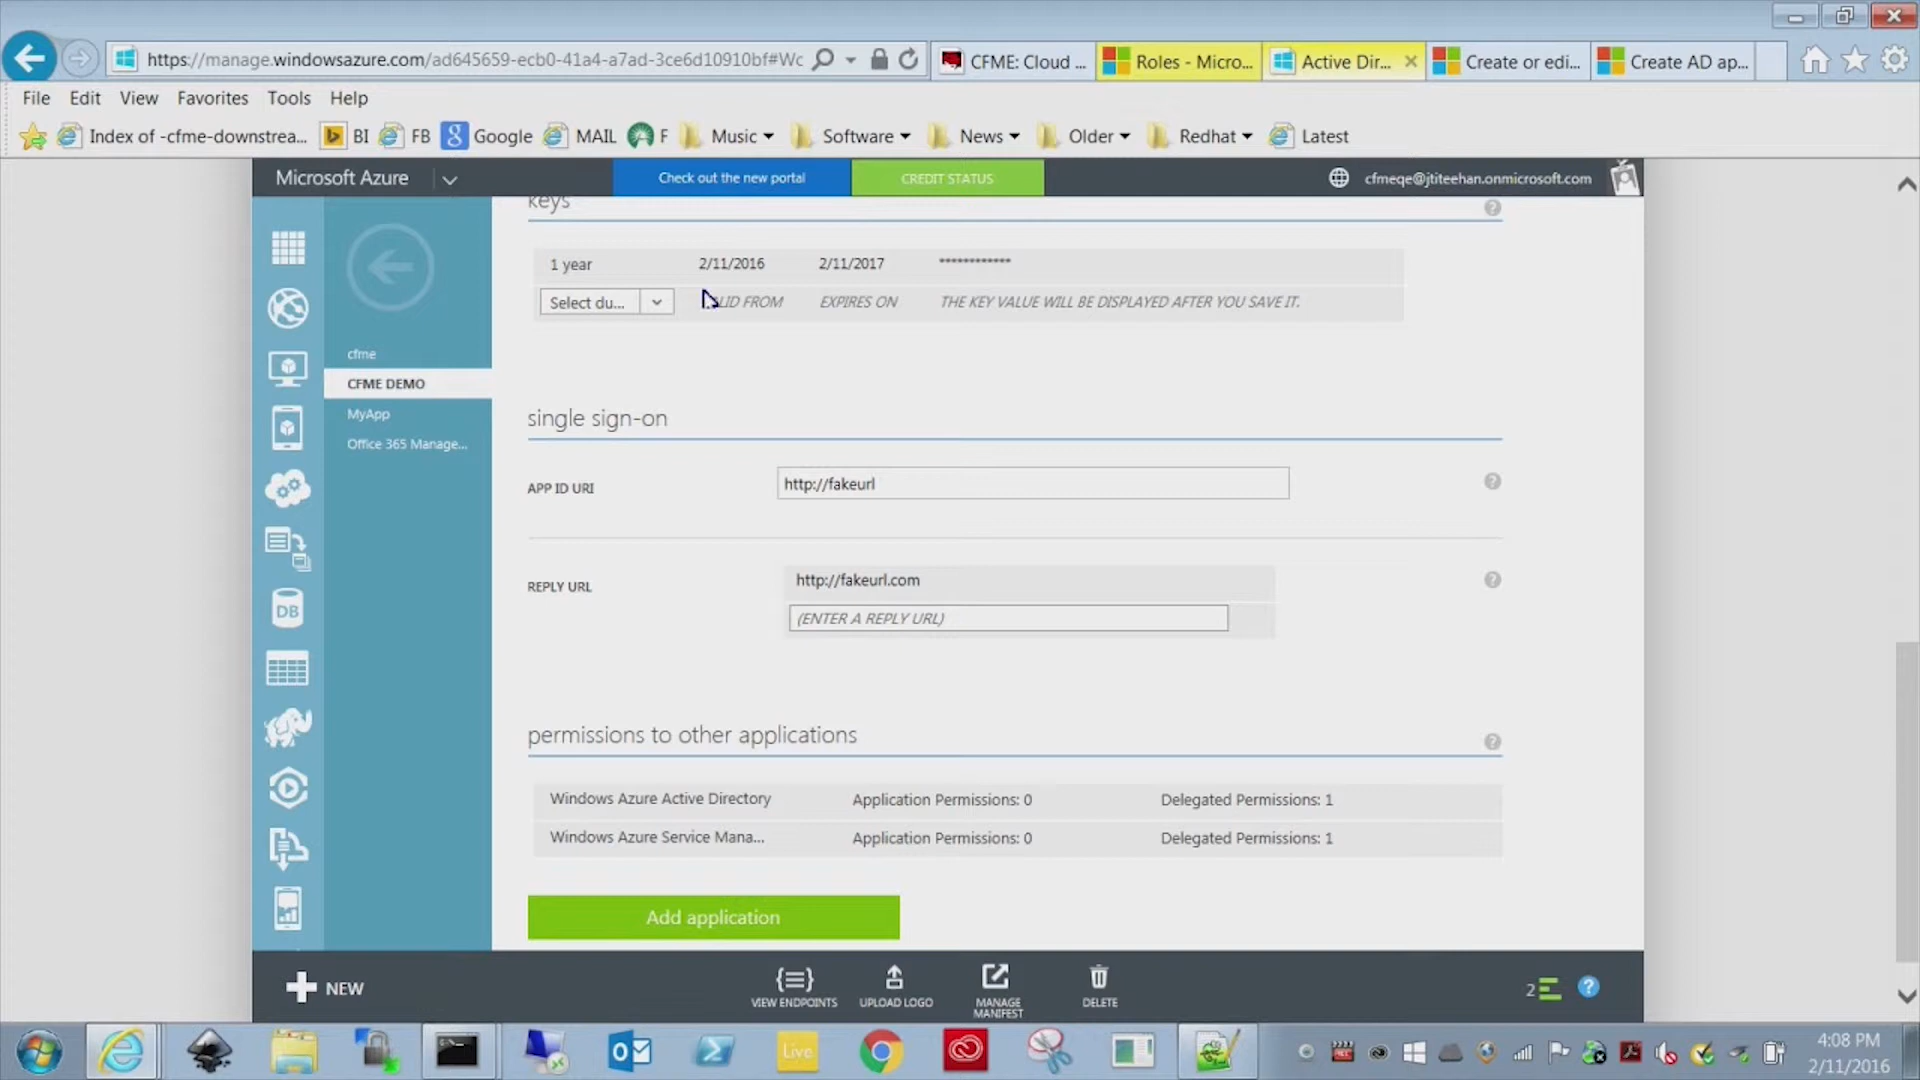 https://manage.windowsazure.com/ad645659-ecb0-41a4-a7ad-3ce6d10910bf#Wc
CFME: Cloud ...
Roles - Micro...
Active Dir...
Create or edi...
Create AD ap...
File Edit View Favorites Tools Help
Index of -cfme-downstrea... BI FB Google MAIL F Music Software News Older Redhat Latest
Microsoft Azure
Check out the new portal
CREDIT STATUS
cfmeqe@jtiteehan.onmicrosoft.com
keys
1 year 2/11/2016 2/11/2017 ************
Select du... EXPIRES ON THE KEY VALUE WILL BE DISPLAYED AFTER YOU SAVE IT.
cfme
CFME DEMO
MyApp
Office 365 Manage...
single sign-on
APP ID URI http://fakeurl
REPLY URL http://fakeurl.com
(ENTER A REPLY URL)
permissions to other applications
Windows Azure Active Directory Application Permissions: 0 Delegated Permissions: 1
Windows Azure Service Mana... Application Permissions: 0 Delegated Permissions: 1
Add application
DB
NEW
VIEW ENDPOINTS
UPLOAD LOGO
MANAGE MANIFEST
DELETE
2
Live
4:08 PM
2/11/2016